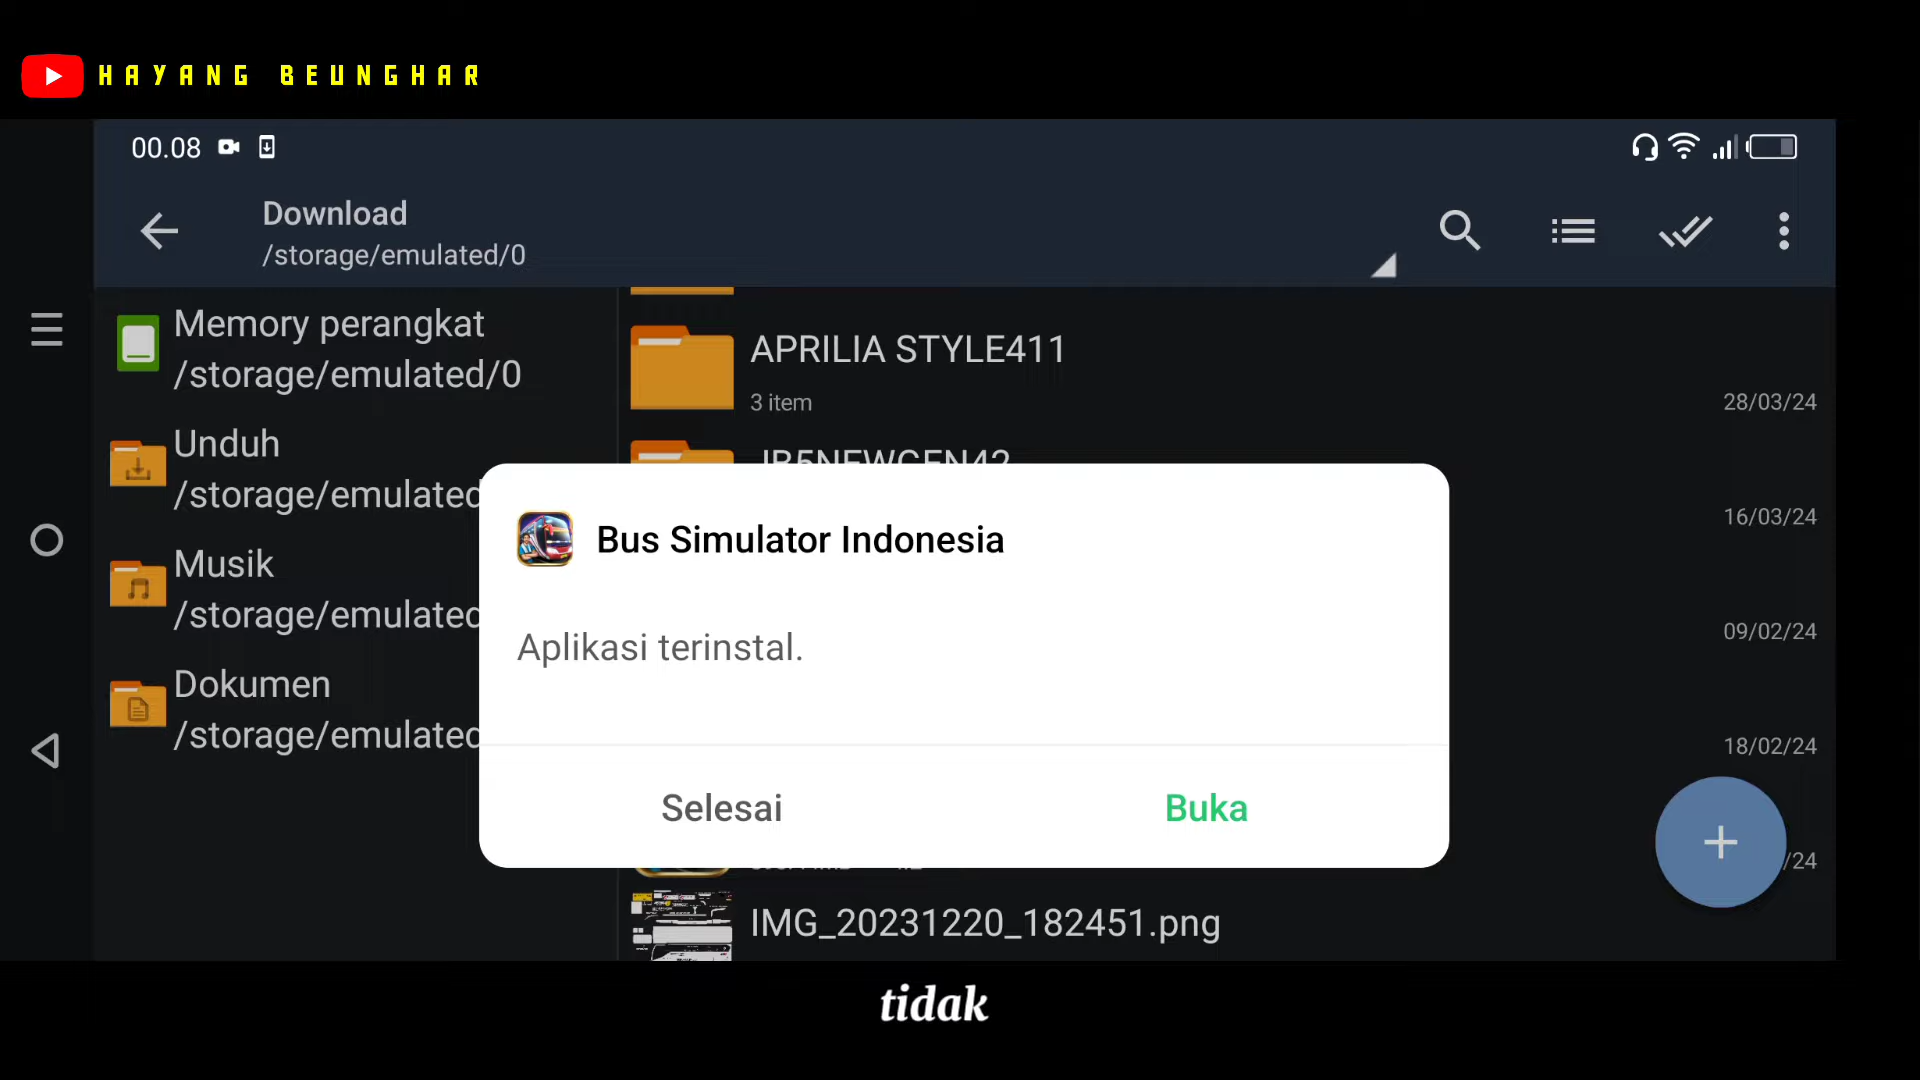 HAYANG BEUNGHAR
00.08
Download
/storage/emulated/0
Memory perangkat
/storage/emulated/0
Unduh
/storage/emulated
Musik
/storage/emulated
Dokumen
/storage/emulated
APRILIA STYLE411
3 item
28/03/24
JB5NEWGEN42
16/03/24
09/02/24
18/02/24
/24
Bus Simulator Indonesia
Aplikasi terinstal.
Selesai
Buka
IMG_20231220_182451.png
tidak